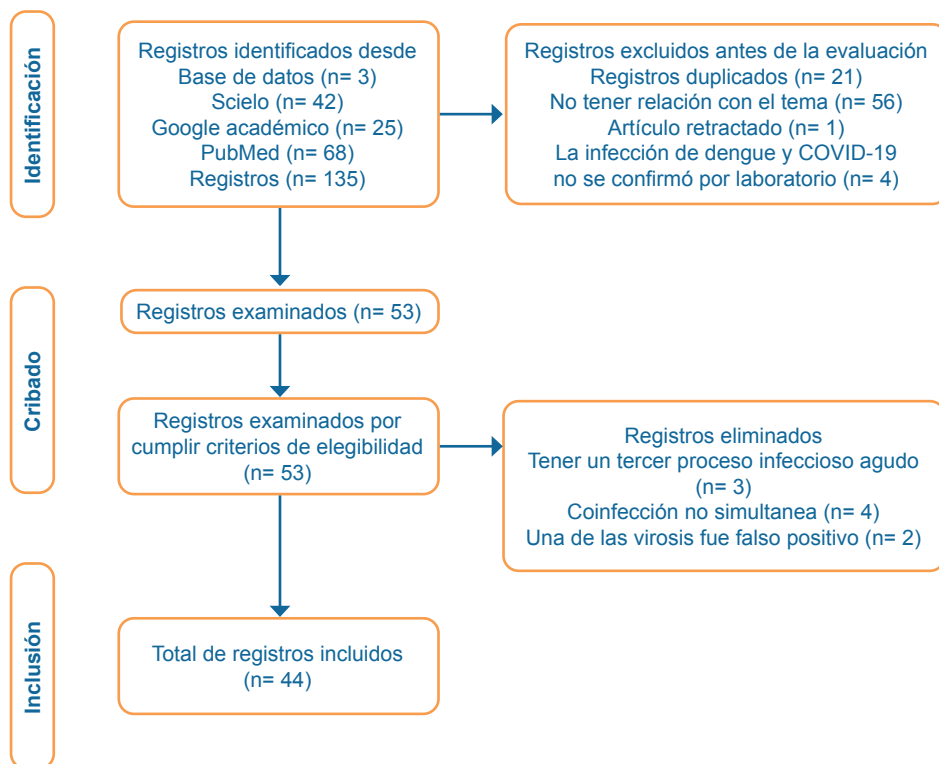 Identificación
Registros identificados desde
Base de datos (n= 3)
Scielo (n= 42)
Google académico (n= 25)
PubMed (n= 68)
Registros (n= 135)
Registros excluidos antes de la evaluación
Registros duplicados (n= 21)
No tener relación con el tema (n= 56)
Artículo retractado (n= 1)
La infección de dengue y COVID-19
no se confirmó por laboratorio (n= 4)
Cribado
Registros examinados (n= 53)
Registros examinados por
cumplir criterios de elegibilidad
(n= 53)
Registros eliminados
Tener un tercer proceso infeccioso agudo
(n= 3)
Coinfección no simultanea (n= 4)
Una de las virosis fue falso positivo (n= 2)
Inclusión
Total de registros incluidos
(n= 44)